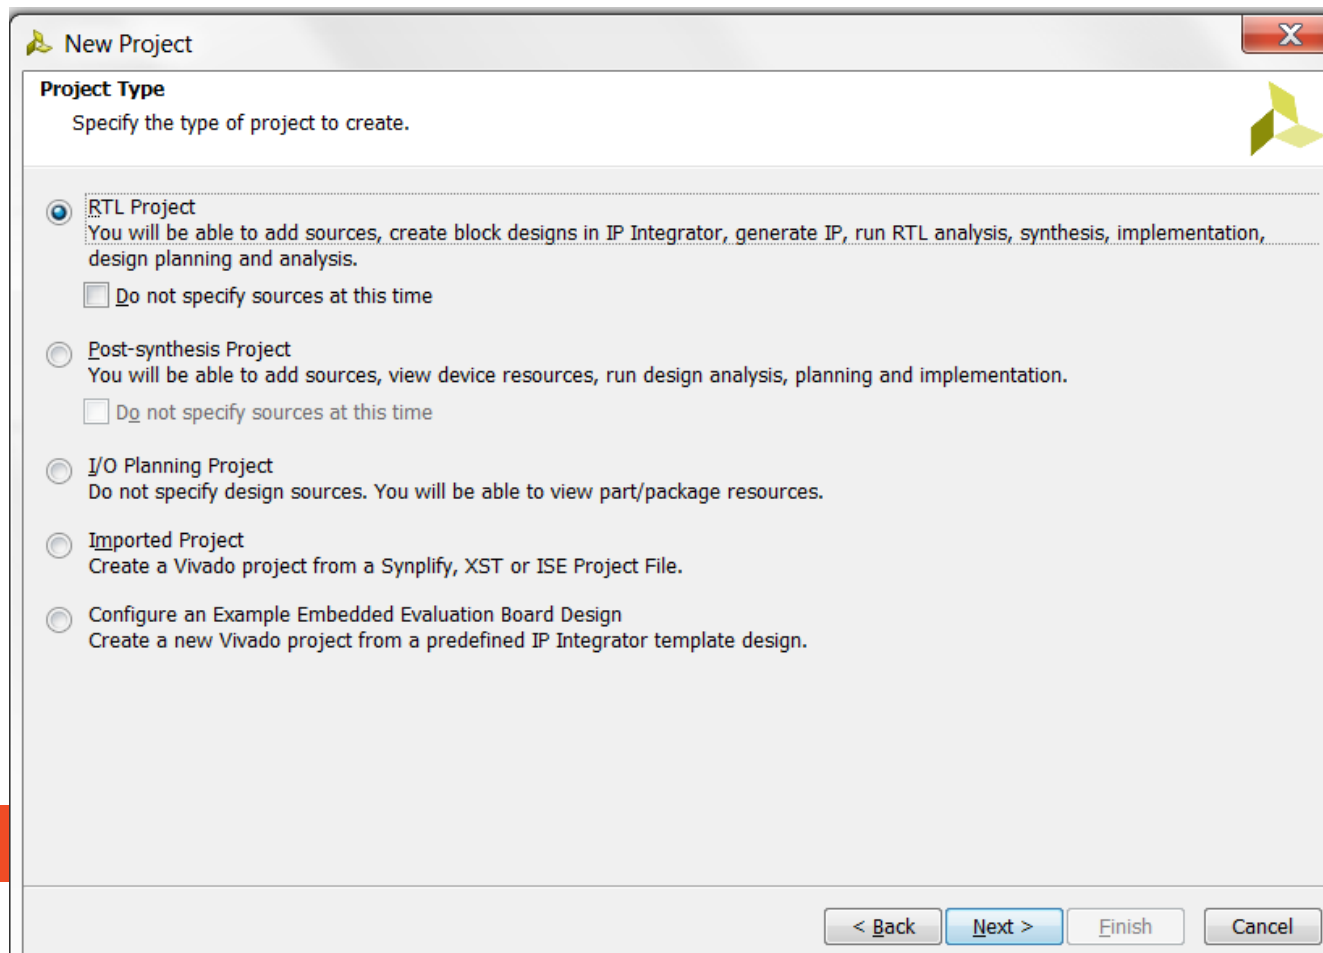 New Project
X
Project Type
Specify the type of project to create.
RTL Project
You will be able to add sources, create block designs in IP Integrator, generate IP, run RTL analysis, synthesis, implementation,
design planning and analysis.
Do not specify sources at this time
Post-synthesis Project
You will be able to add sources, view device resources, run design analysis, planning and implementation.
Do not specify sources at this time
I/O Planning Project
Do not specify design sources. You will be able to view part/package resources.
Imported Project
Create a Vivado project from a Synplify, XST or ISE Project File.
Configure an Example Embedded Evaluation Board Design
Create a new Vivado project from a predefined IP Integrator template design.
< Back Next > Finish Cancel